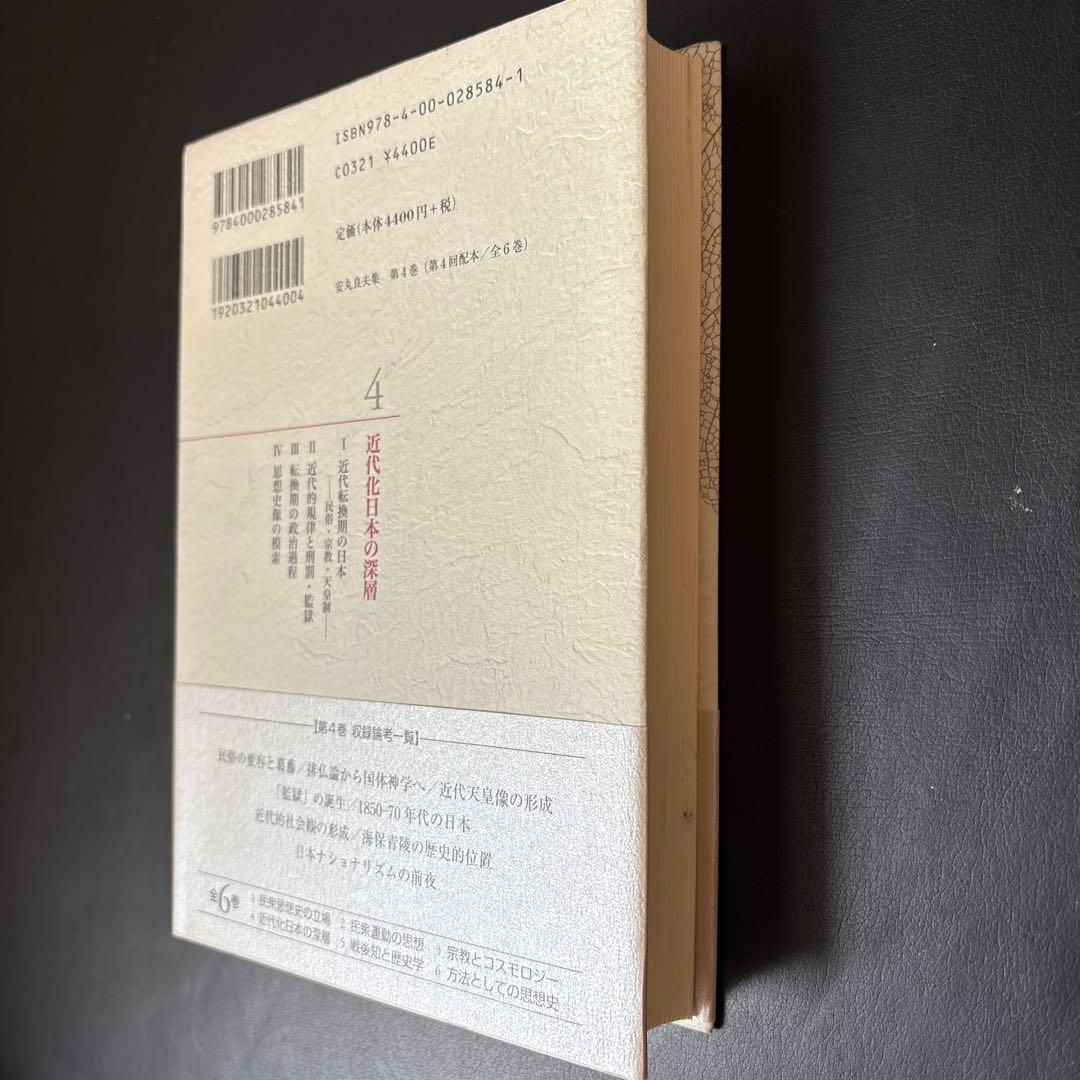 ISBN978-4-00-028584-1
C0321 ¥4400E
9784000285841
定価(本体4400円+税)
1920321044004
安丸良夫集 第4巻 (第4回配本/全6巻)
4
近代化日本の深層
Ⅰ 近代転換期の日本
──民俗・宗教・天皇制──
Ⅱ 近代的規律と刑罰・監獄
Ⅲ 転換期の政治過程
Ⅳ 思想史像の模索
【第4巻 収録論考一覧】
民俗の変容と葛藤/排仏論から国体神学へ/近代天皇像の形成
「監獄」の誕生/1850-70年代の日本
近代的社会観の形成/海保青陵の歴史的位置
日本ナショナリズムの前夜
全6巻
1 民衆思想史の立場 2 民衆運動の思想 3 宗教とコスモロジー
4 近代化日本の深層 5 戦後知と歴史学 6 方法としての思想史